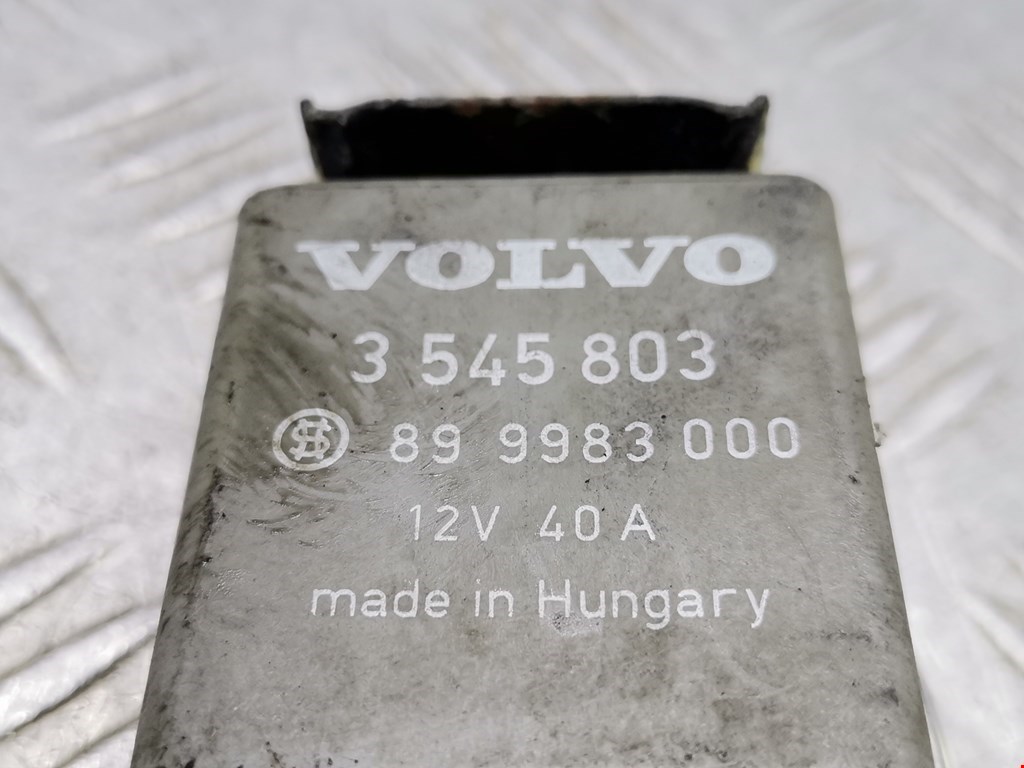 VOLVO
3 545 803
89 9983 000
12V 40 A
made in Hungary